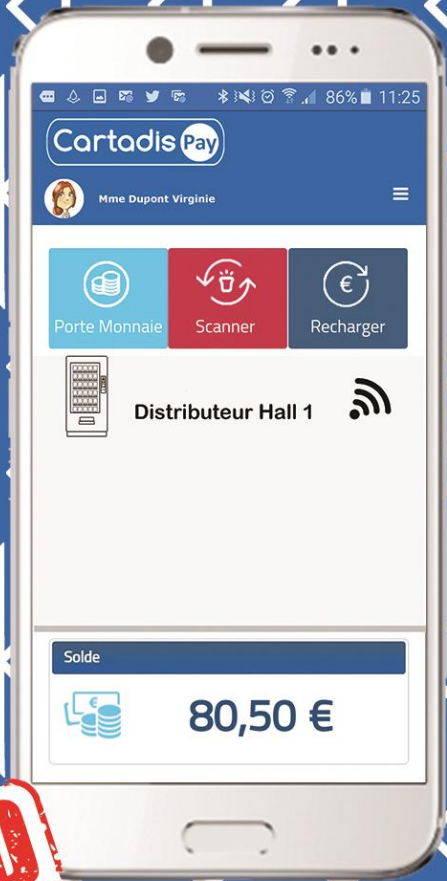 86% 11:25
Cartadis Pay
Mme Dupont Virginie
Porte Monnaie
Scanner
Recharger
Distributeur Hall 1
Solde
80,50 €